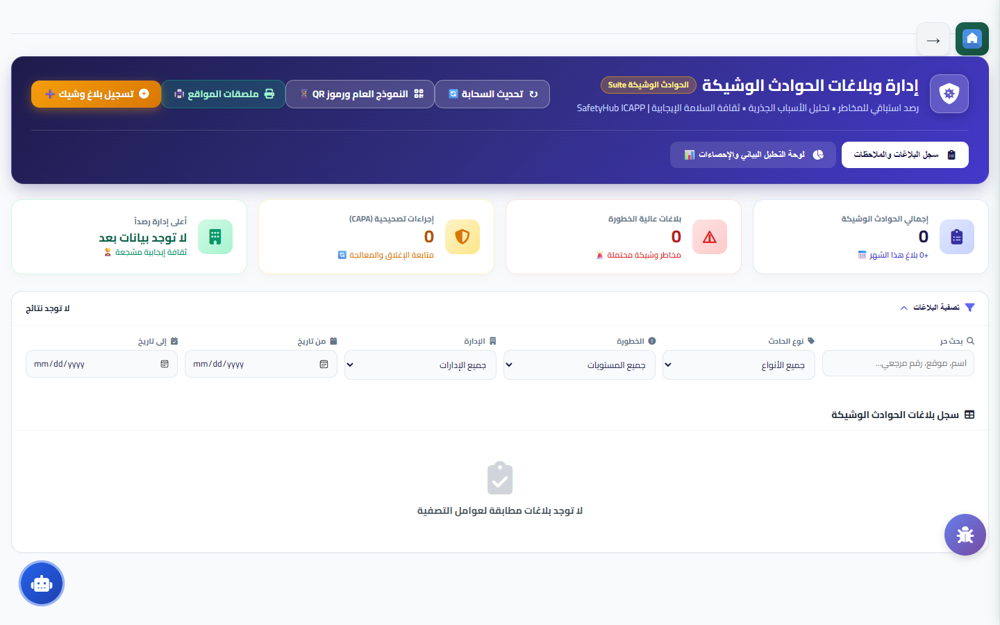 إدارة وبلاغات الحوادث الوشيكة
الحوادث الوشيكة Suite
رصد استباقي للمخاطر • تحليل الأسباب الجذرية • ثقافة السلامة الإيجابية | SafetyHub ICAPP
تحديث السحابة
النموذج العام ورموز QR
ملصقات المواقع
تسجيل بلاغ وشيك
سجل البلاغات والملاحظات
لوحة التحليل البياني والإحصاءات
إجمالي الحوادث الوشيكة
0
+0 بلاغ هذا الشهر
بلاغات عالية الخطورة
0
مخاطر وشيكة محتملة
إجراءات تصحيحية (CAPA)
0
متابعة الإغلاق والمعالجة
أعلى إدارة رصداً
لا توجد بيانات بعد
ثقافة إيجابية مشجعة
تصفية البلاغات
لا توجد نتائج
بحث حر
نوع الحادث
الخطورة
الإدارة
من تاريخ
إلى تاريخ
اسم، موقع، رقم مرجعي...
جميع الأنواع
جميع المستويات
جميع الإدارات
mm/dd/yyyy
mm/dd/yyyy
سجل بلاغات الحوادث الوشيكة
لا توجد بلاغات مطابقة لعوامل التصفية